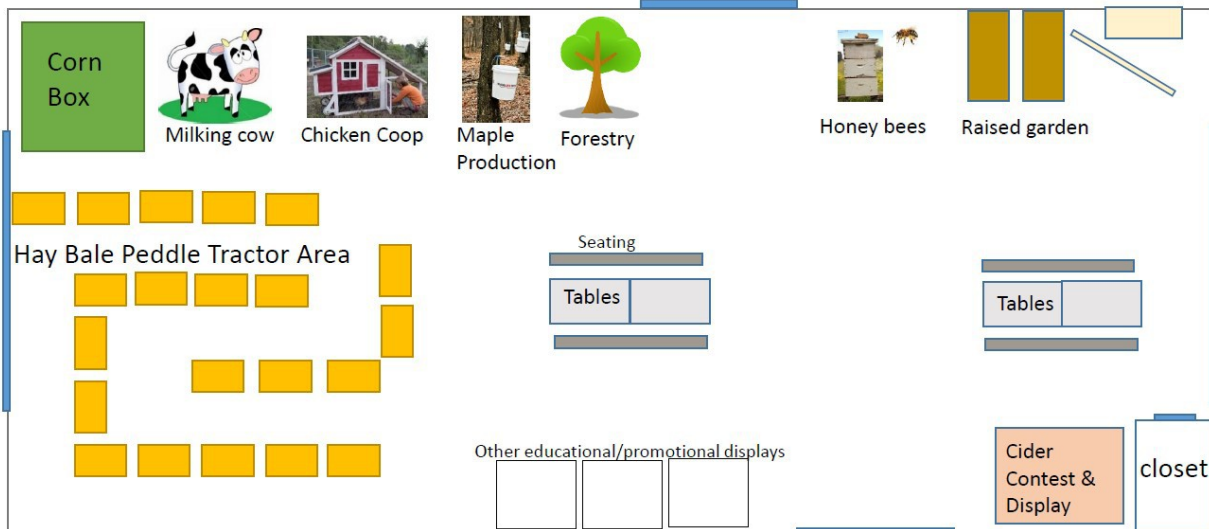 Corn
Box
Milking cow
Chicken Coop
Maple
Production
Forestry
Honey bees
Raised garden
Hay Bale Peddle Tractor Area
Seating
Tables
Tables
Other educational/promotional displays
Cider
Contest &
Display
closet